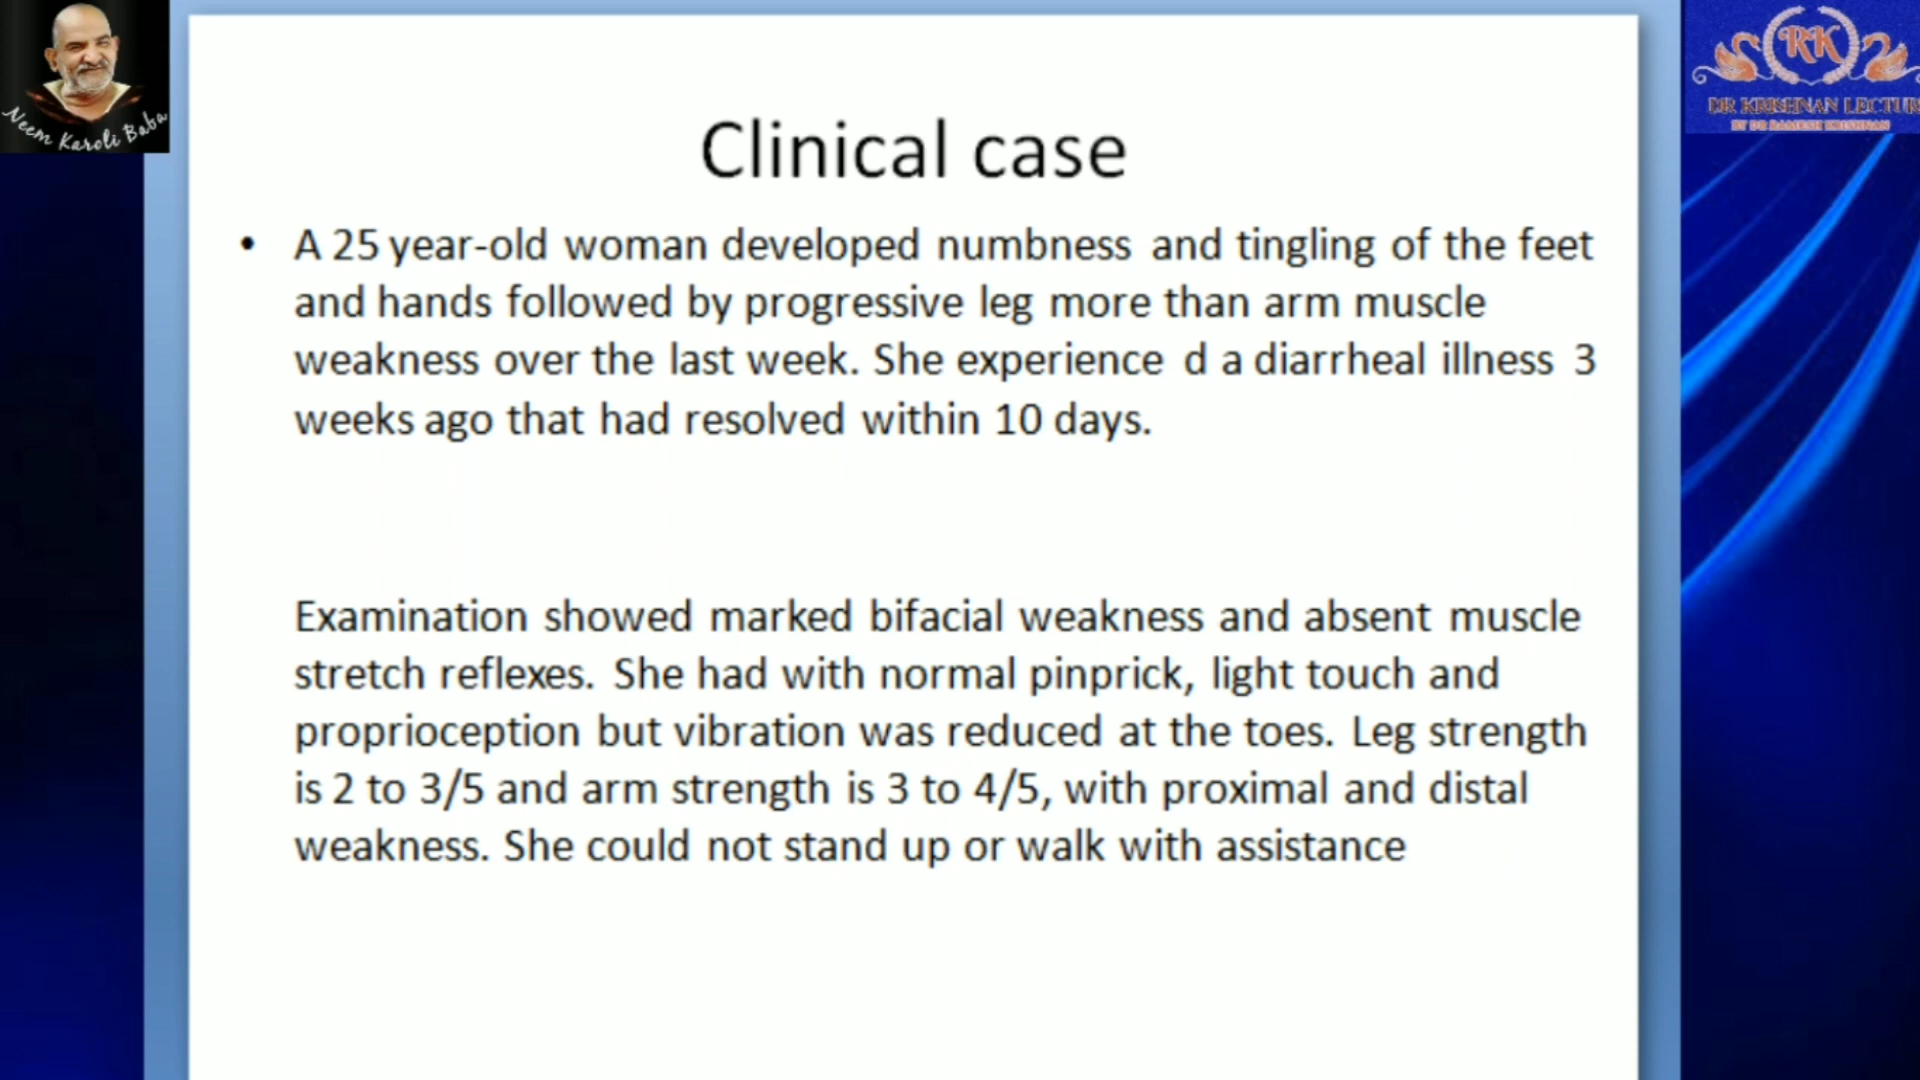 Neem Karoli Baba
RK
DR KRISHNAN LECTUR
BY DR RAMESH KRISHNAN
Clinical case
• A 25 year-old woman developed numbness and tingling of the feet
and hands followed by progressive leg more than arm muscle
weakness over the last week. She experience d a diarrheal illness 3
weeks ago that had resolved within 10 days.
Examination showed marked bifacial weakness and absent muscle
stretch reflexes. She had with normal pinprick, light touch and
proprioception but vibration was reduced at the toes. Leg strength
is 2 to 3/5 and arm strength is 3 to 4/5, with proximal and distal
weakness. She could not stand up or walk with assistance